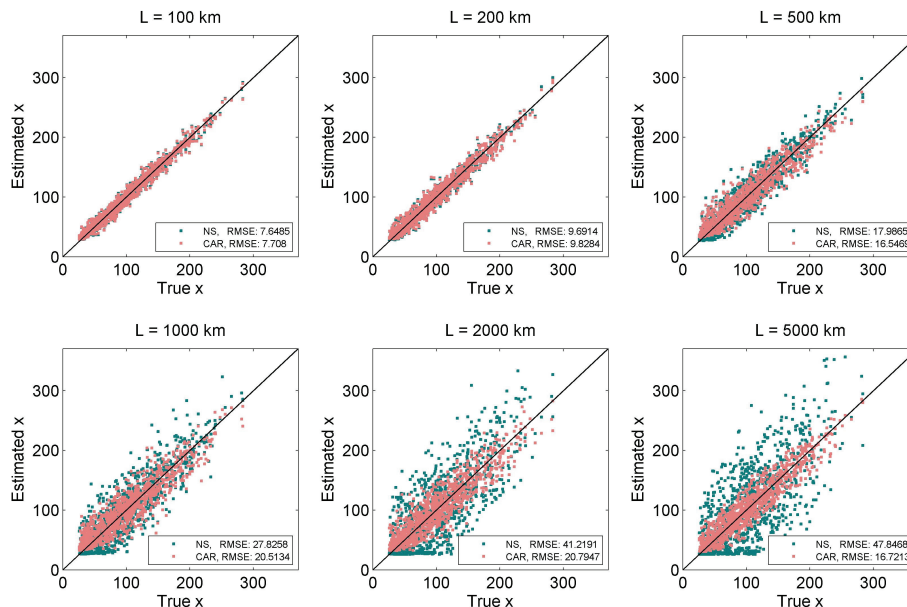 L = 100 km
L = 200 km
L = 500 km
Estimated x
300
200
100
0
0 100 200 300
True x
NS, RMSE: 7.6485
CAR, RMSE: 7.708
Estimated x
300
200
100
0
0 100 200 300
True x
NS, RMSE: 9.6914
CAR, RMSE: 9.8284
Estimated x
300
200
100
0
0 100 200 300
True x
NS, RMSE: 17.9865
CAR, RMSE: 16.5469
L = 1000 km
L = 2000 km
L = 5000 km
Estimated x
300
200
100
0
0 100 200 300
True x
NS, RMSE: 27.8258
CAR, RMSE: 20.5134
Estimated x
300
200
100
0
0 100 200 300
True x
NS, RMSE: 41.2191
CAR, RMSE: 20.7947
Estimated x
300
200
100
0
0 100 200 300
True x
NS, RMSE: 47.8468
CAR, RMSE: 16.7213